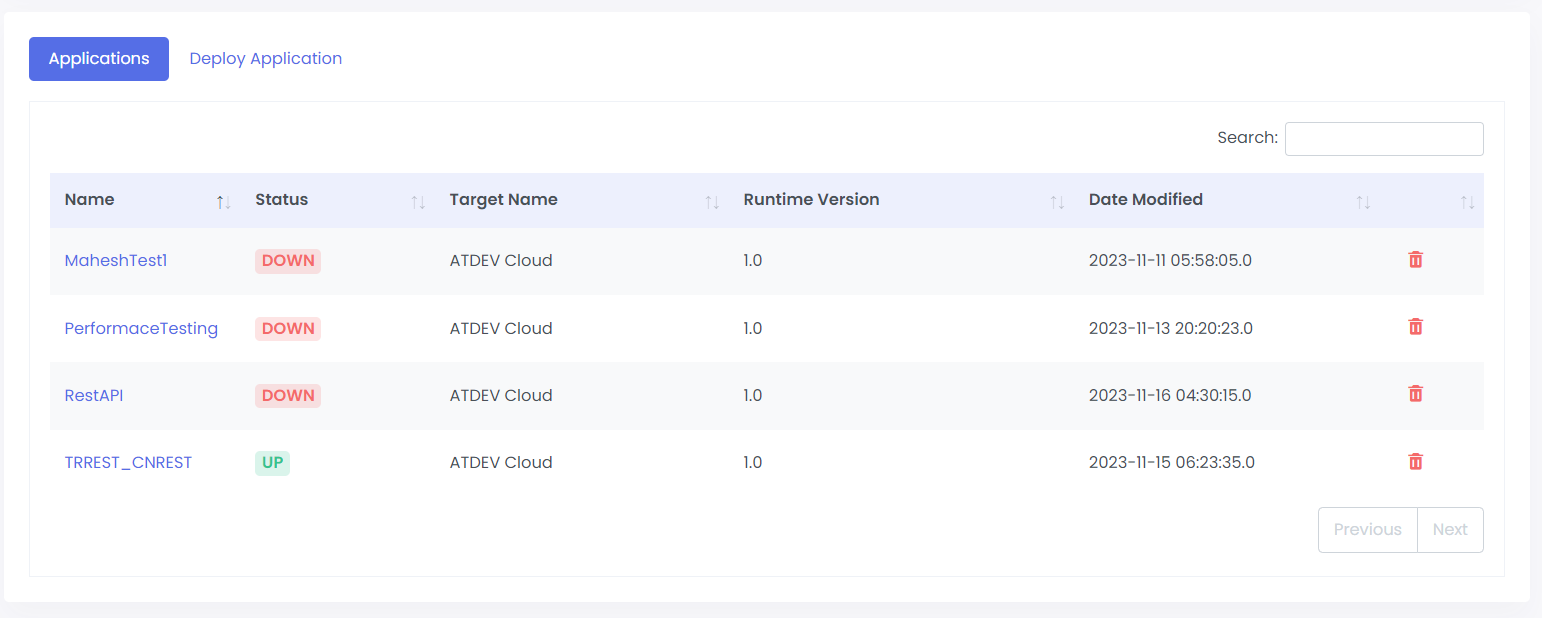 Applications Deploy Application
Search:
Name Status Target Name Runtime Version Date Modified
MaheshTest1 DOWN ATDEV Cloud 1.0 2023-11-11 05:58:05.0
PerformaceTesting DOWN ATDEV Cloud 1.0 2023-11-13 20:20:23.0
RestAPI DOWN ATDEV Cloud 1.0 2023-11-16 04:30:15.0
TRREST_CNREST UP ATDEV Cloud 1.0 2023-11-15 06:23:35.0
Previous Next